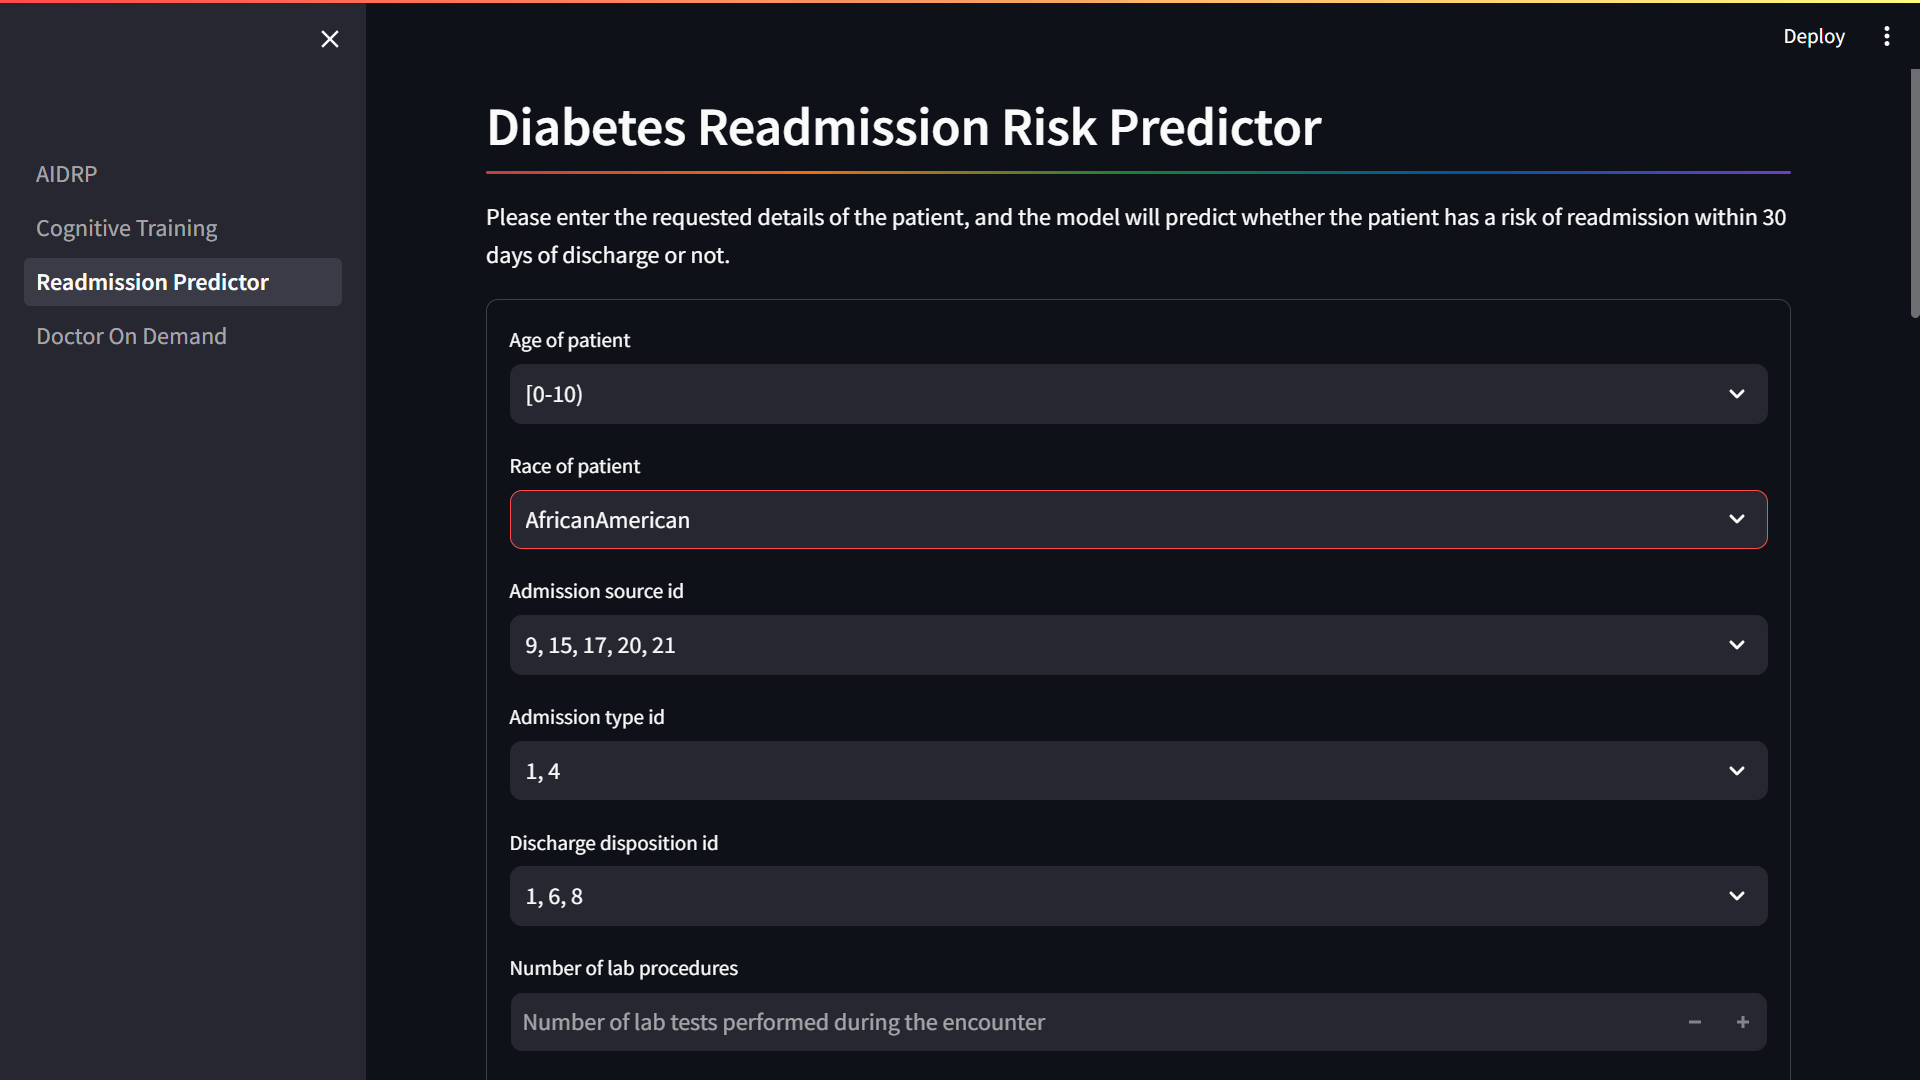 Deploy
AIDRP
Cognitive Training
Readmission Predictor
Doctor On Demand
Diabetes Readmission Risk Predictor
Please enter the requested details of the patient, and the model will predict whether the patient has a risk of readmission within 30
days of discharge or not.
Age of patient
[0-10)
Race of patient
AfricanAmerican
Admission source id
9, 15, 17, 20, 21
Admission type id
1, 4
Discharge disposition id
1, 6, 8
Number of lab procedures
Number of lab tests performed during the encounter